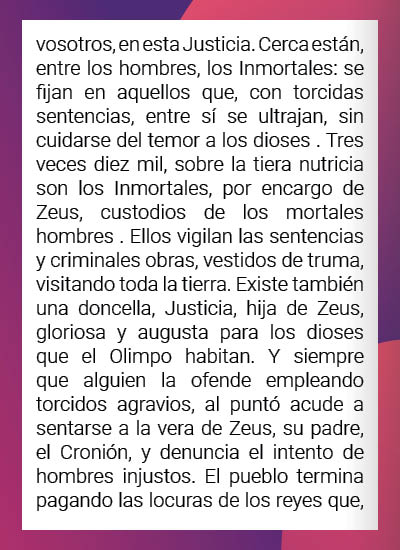 vosotros, en esta Justicia. Cerca están,
entre los hombres, los Inmortales: se
fijan en aquellos que, con torcidas
sentencias, entre sí se ultrajan, sin
cuidarse del temor a los dioses . Tres
veces diez mil, sobre la tiera nutricia
son los Inmortales, por encargo de
Zeus, custodios de los mortales
hombres . Ellos vigilan las sentencias
y criminales obras, vestidos de truma,
visitando toda la tierra. Existe también
una doncella, Justicia, hija de Zeus,
gloriosa y augusta para los dioses
que el Olimpo habitan. Y siempre
que alguien la ofende empleando
torcidos agravios, al puntó acude a
sentarse a la vera de Zeus, su padre,
el Cronión, y denuncia el intento de
hombres injustos. El pueblo termina
pagando las locuras de los reyes que,